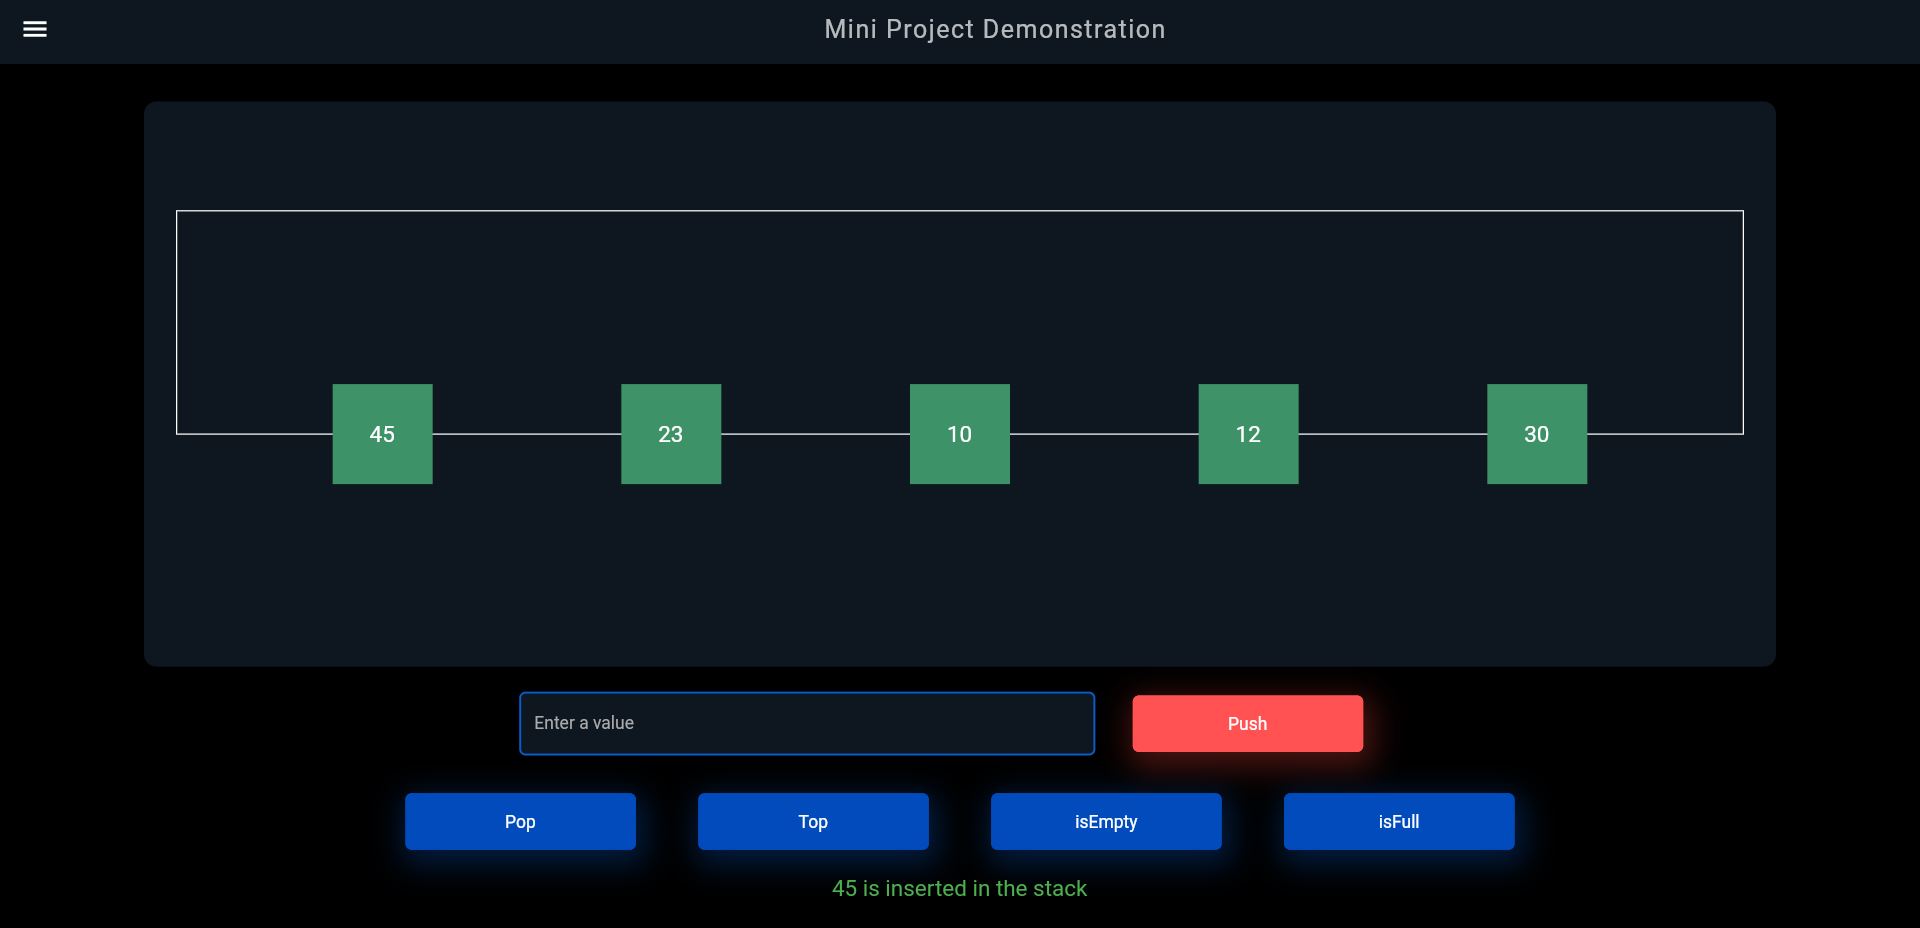 Mini Project Demonstration
45 23 10 12 30
Enter a value Push
Pop Top isEmpty isFull
45 is inserted in the stack